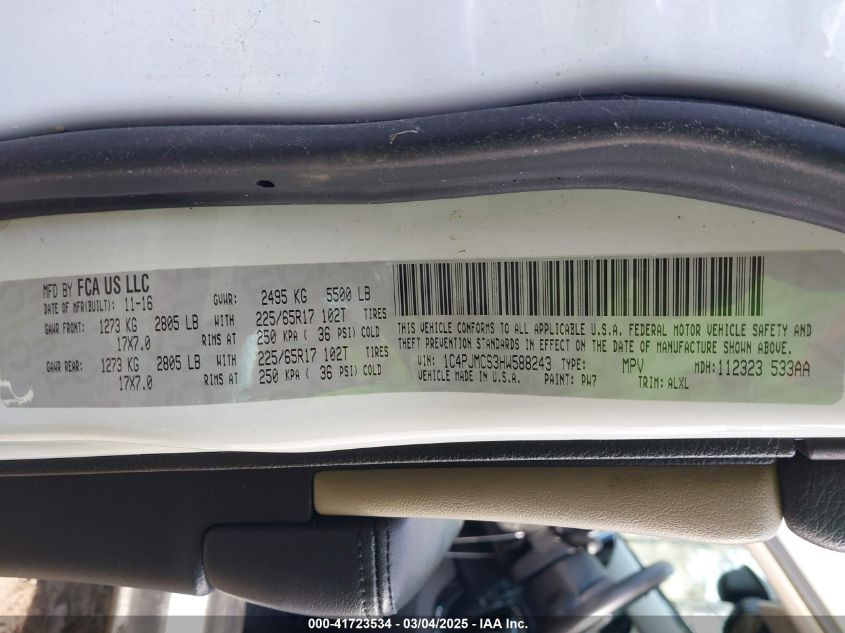 MFD BY FCA US LLC
DATE OF MFR(BUILT): 11-16 GVWR: 2495 KG 5500 LB
GAWR FRONT: 1273 KG 2805 LB WITH 225/65R17 102T TIRES
17X7.0 RIMS AT 250 KPA ( 36 PSI) COLD
GAWR REAR: 1273 KG 2805 LB WITH 225/65R17 102T TIRES
17X7.0 RIMS AT 250 KPA ( 36 PSI) COLD
THIS VEHICLE CONFORMS TO ALL APPLICABLE U.S.A. FEDERAL MOTOR VEHICLE SAFETY AND
THEFT PREVENTION STANDARDS IN EFFECT ON THE DATE OF MANUFACTURE SHOWN ABOVE.
VIN: 1C4PJMCS3HW588243 TYPE: MPV MDH: 112323 533AA
VEHICLE MADE IN U.S.A. PAINT: PW7 TRIM: ALXL
000-41723534 - 03/04/2025 - IAA Inc.